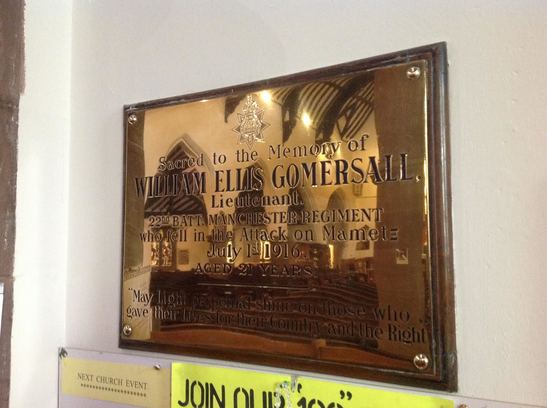 Sacred to the Memory of
WILLIAM ELLIS GOMERSALL.
Lieutenant.
22ND BATT. MANCHESTER REGIMENT
who fell in the Attack on Mametz
July 1st 1916.
AGED 21 YEARS.
"May Light perpetual shine on those who
gave their Lives for their Country and the Right"
NEXT CHURCH EVENT
JOIN OUR "100"